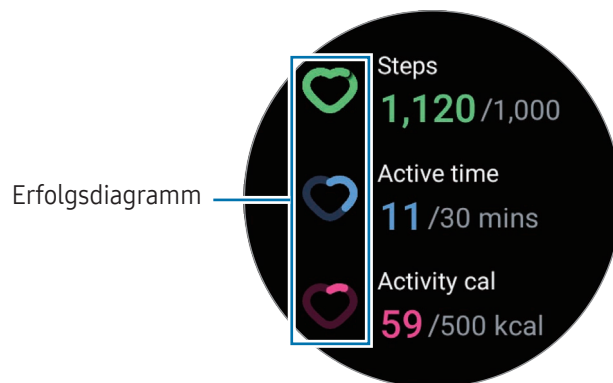 Steps
1,120/1,000
Erfolgsdiagramm
Active time
11/30 mins
Activity cal
59/500 kcal